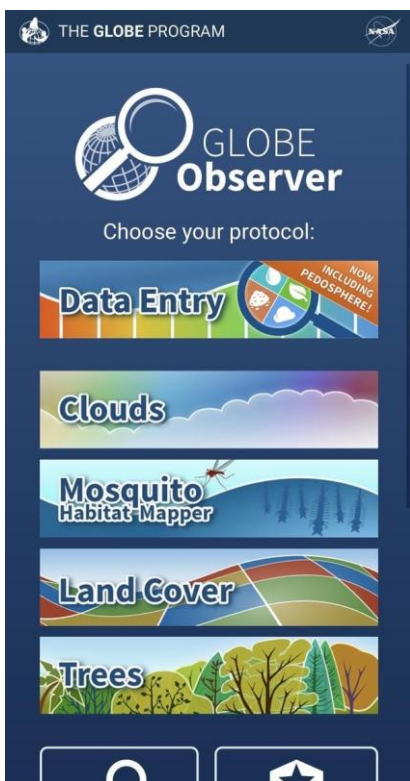 THE GLOBE PROGRAM
NASA
GLOBE
Observer
Choose your protocol:
Data Entry
NOW
INCLUDING
PEDOSPHERE!
Clouds
Mosquito
Habitat Mapper
Land Cover
Trees